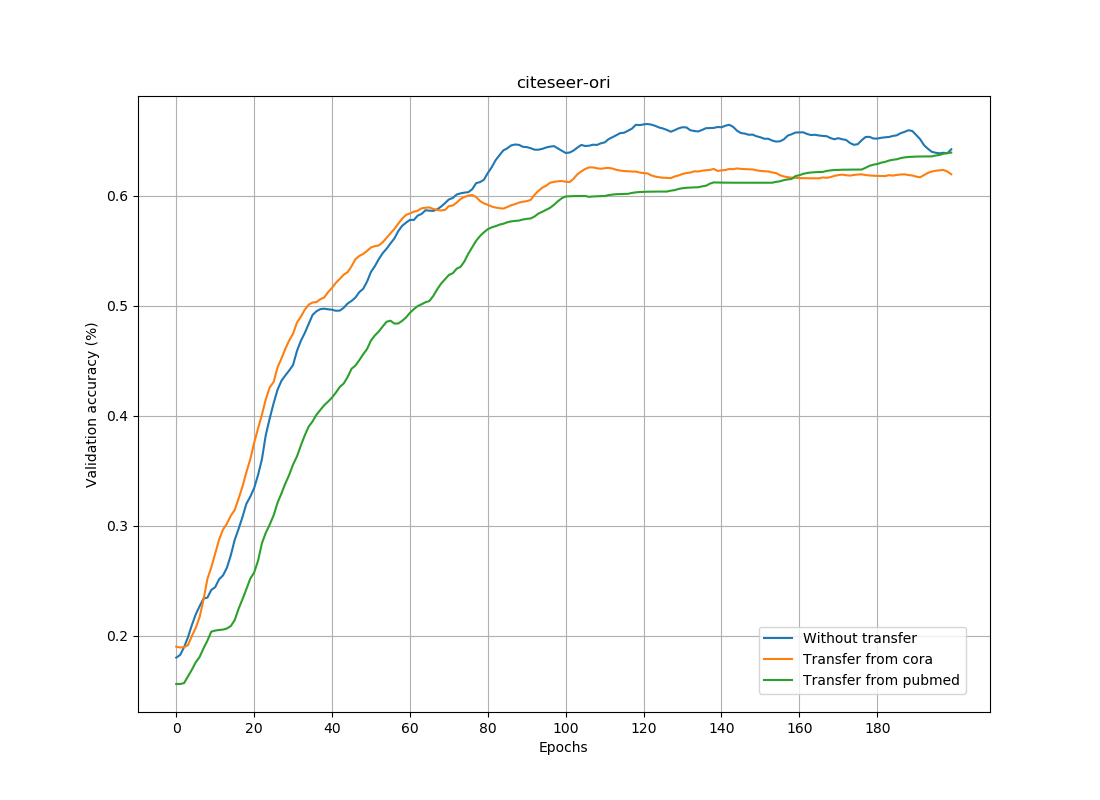 citeseer-ori
Validation accuracy (%)
0.6
0.5
0.4
0.3
0.2
Without transfer
Transfer from cora
Transfer from pubmed
0 20 40 60 80 100 120 140 160 180
Epochs